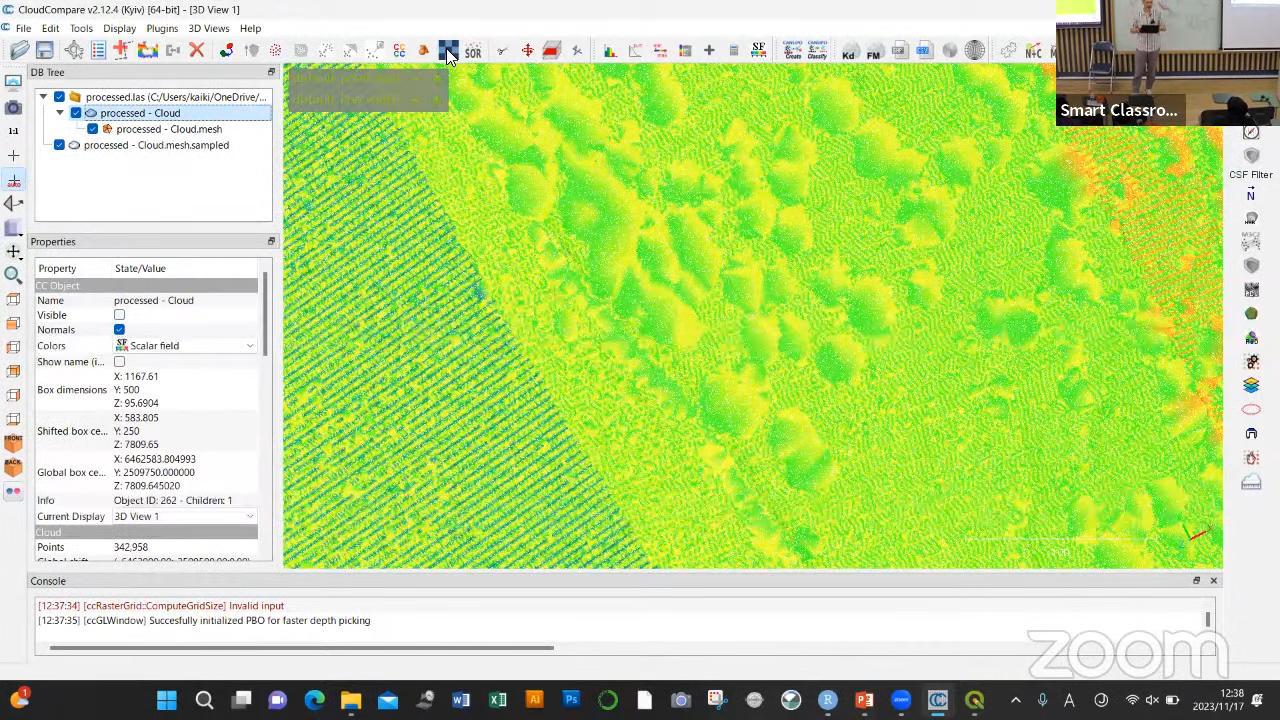 CloudCompare v2.12.4 (Kyiv) [64-bit] - [3D View 1]
File Edit Tools Display Plugins 3D Views Help
CC SOR SF Kd FM
Smart Classro...
DB Tree
processed.las (C:/Users/kaiki/OneDrive/...
processed - Cloud
processed - Cloud.mesh
processed - Cloud.mesh.sampled
1:1
auto
FRONT
BACK
Properties
Property State/Value
CC Object
Name processed - Cloud
Visible
Normals
Colors Scalar field
Show name (i...
Box dimensions X: 1167.61
Y: 500
Z: 95.6904
Shifted box ce... X: 583.805
Y: 250
Z: 7809.65
Global box ce... X: 6462583.804993
Y: 2509750.000000
Z: 7809.645020
Info Object ID: 262 - Children: 1
Current Display 3D View 1
Cloud
Points 342,958
CSF Filter
N
Console
[12:37:34] [ccRasterGrid::ComputeGridSize] Invalid input
[12:37:35] [ccGLWindow] Succesfully initialized PBO for faster depth picking
zoom
12:38
2023/11/17